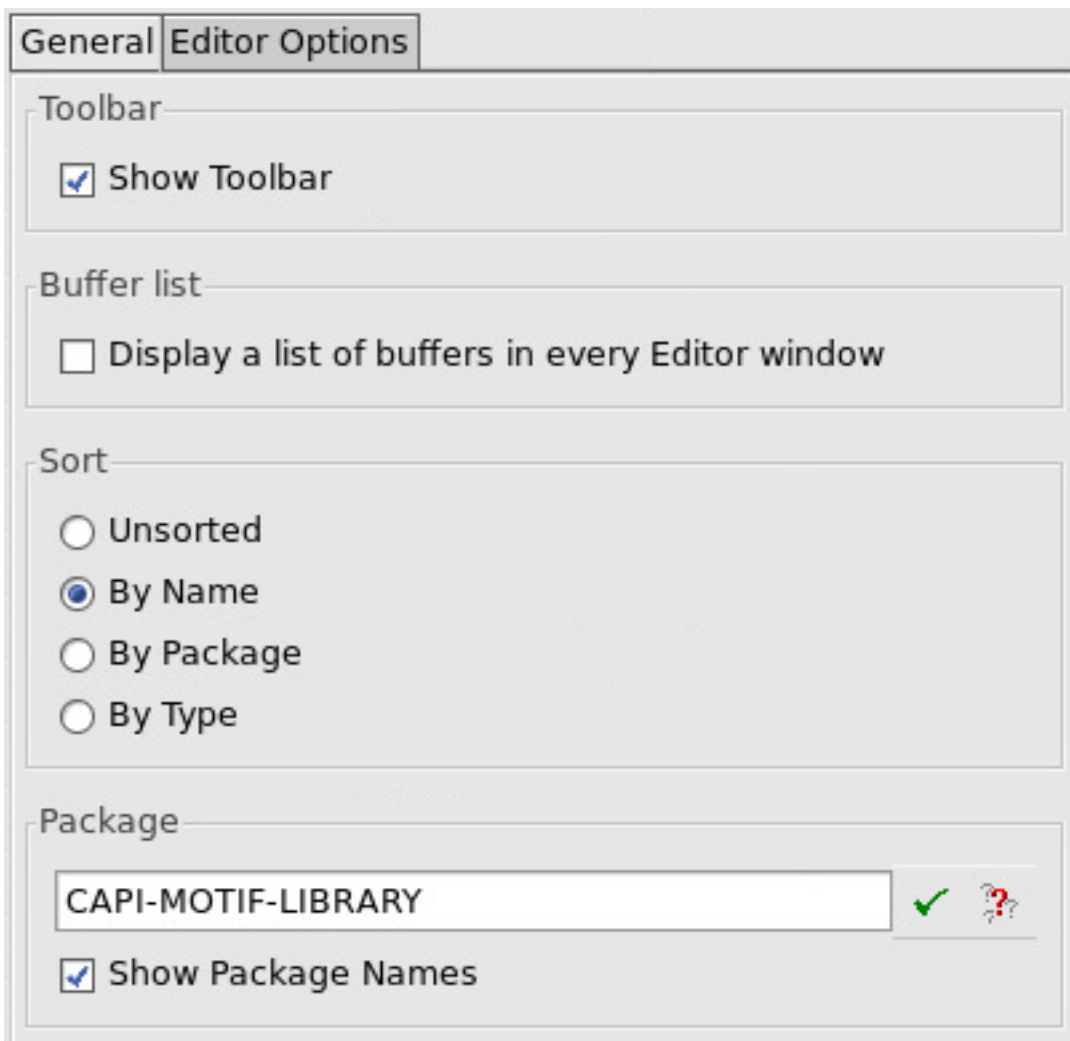 General Editor Options
Toolbar
Show Toolbar
Buffer list
Display a list of buffers in every Editor window
Sort
Unsorted
By Name
By Package
By Type
Package
CAPI-MOTIF-LIBRARY
Show Package Names